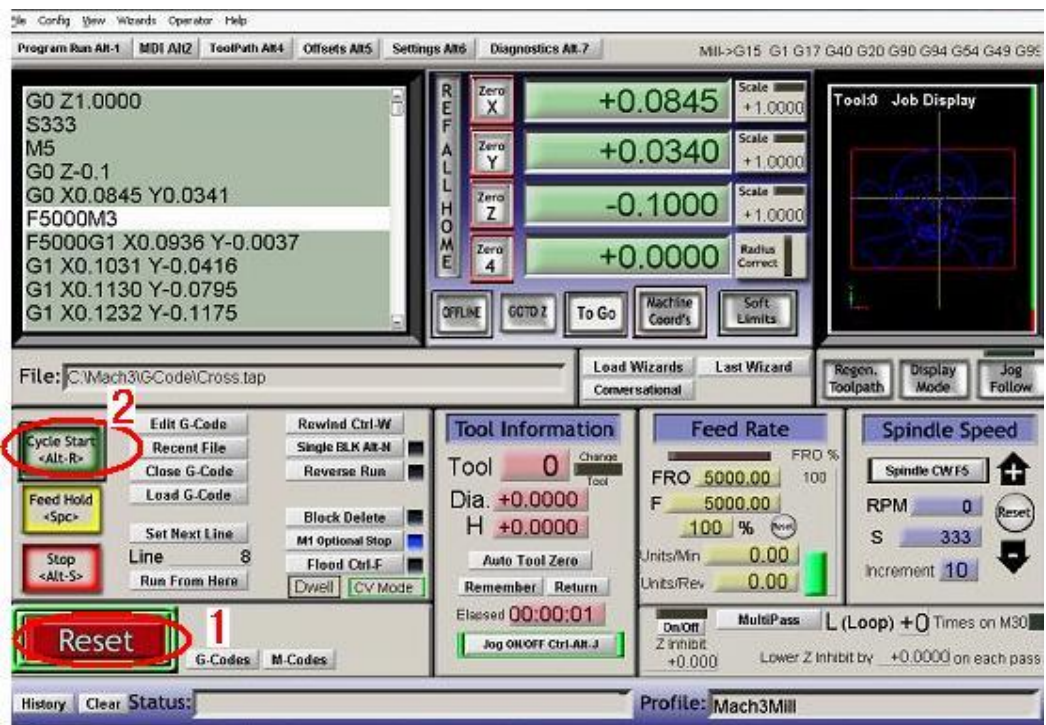 File Config View Wizards Operator Help
Program Run Alt-1 MDI Alt2 ToolPath Alt4 Offsets Alt5 Settings Alt6 Diagnostics Alt-7 Mill->G15 G1 G17 G40 G20 G90 G94 G54 G49 G99
G0 Z1.0000
S333
M5
G0 Z-0.1
G0 X0.0845 Y0.0341
F5000M3
F5000G1 X0.0936 Y-0.0037
G1 X0.1031 Y-0.0416
G1 X0.1130 Y-0.0795
G1 X0.1232 Y-0.1175
REF ALL HOME
Zero X +0.0845 Scale +1.0000
Zero Y +0.0340 Scale +1.0000
Zero Z -0.1000 Scale +1.0000
Zero 4 +0.0000 Radius Correct
OFFLINE GOTO Z To Go Machine Coord's Soft Limits
Tool:0 Job Display
File: C:\Mach3\GCode\Cross.tap
Load Wizards Last Wizard
Conversational
Regen. Toolpath Display Mode Jog Follow
2
Cycle Start <Alt-R>
Feed Hold <Spc>
Stop <Alt-S>
Edit G-Code
Recent File
Close G-Code
Load G-Code
Set Next Line
Line 8
Run From Here
Rewind Ctrl-W
Single BLK Alt-N
Reverse Run
Block Delete
M1 Optional Stop
Flood Ctrl-F
Dwell CV Mode
Reset 1
G-Codes M-Codes
Tool Information
Tool 0 Change Tool
Dia. +0.0000
H +0.0000
Auto Tool Zero
Remember Return
Elapsed 00:00:01
Jog ON/OFF Ctrl-Alt-J
Feed Rate
FRO %
FRO 5000.00 100
F 5000.00
100 % Reset
Units/Min 0.00
Units/Rev 0.00
Spindle Speed
Spindle CW F5
RPM 0 Reset
S 333
Increment 10
On/Off MultiPass L (Loop) +0 Times on M30
Z Inhibit
+0.000 Lower Z Inhibit by +0.0000 on each pass
History Clear Status: Profile: Mach3Mill